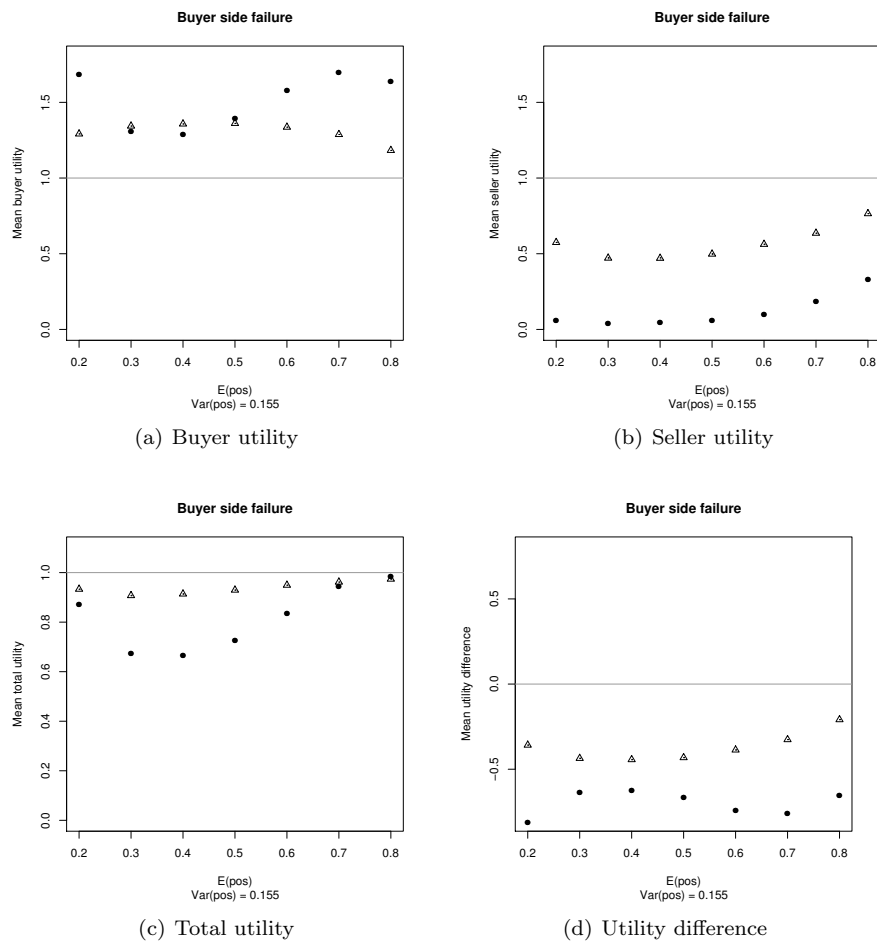 Buyer side failure
Mean buyer utility
1.5
1.0
0.5
0.0
0.2 0.3 0.4 0.5 0.6 0.7 0.8
E(pos)
Var(pos) = 0.155
(a) Buyer utility
Buyer side failure
Mean seller utility
1.5
1.0
0.5
0.0
0.2 0.3 0.4 0.5 0.6 0.7 0.8
E(pos)
Var(pos) = 0.155
(b) Seller utility
Buyer side failure
Mean total utility
1.0
0.8
0.6
0.4
0.2
0.0
0.2 0.3 0.4 0.5 0.6 0.7 0.8
E(pos)
Var(pos) = 0.155
(c) Total utility
Buyer side failure
Mean utility difference
0.5
0.0
−0.5
0.2 0.3 0.4 0.5 0.6 0.7 0.8
E(pos)
Var(pos) = 0.155
(d) Utility difference